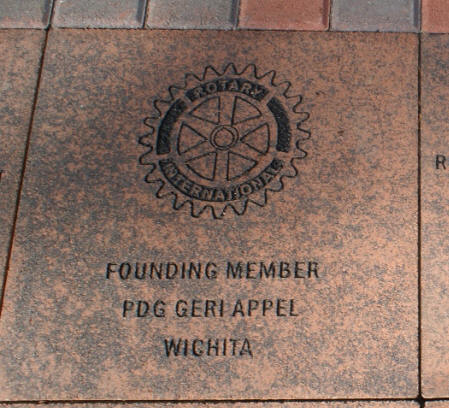 ROTARY
INTERNATIONAL
FOUNDING MEMBER
PDG GERI APPEL
WICHITA
R